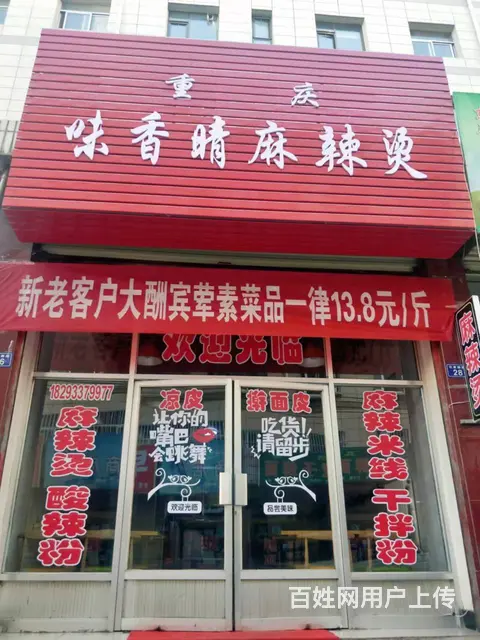 重庆
味香晴麻辣烫
新老客户大酬宾荤素菜品一律13.8元/斤
欢迎光临
18293379977
麻辣烫
酸辣粉
凉皮
让你的
嘴巴
会跳舞
欢迎光临
擀面皮
吃货!
请留步
品尝美味
麻辣米线
干拌粉
麻辣烫
28
百姓网用户上传